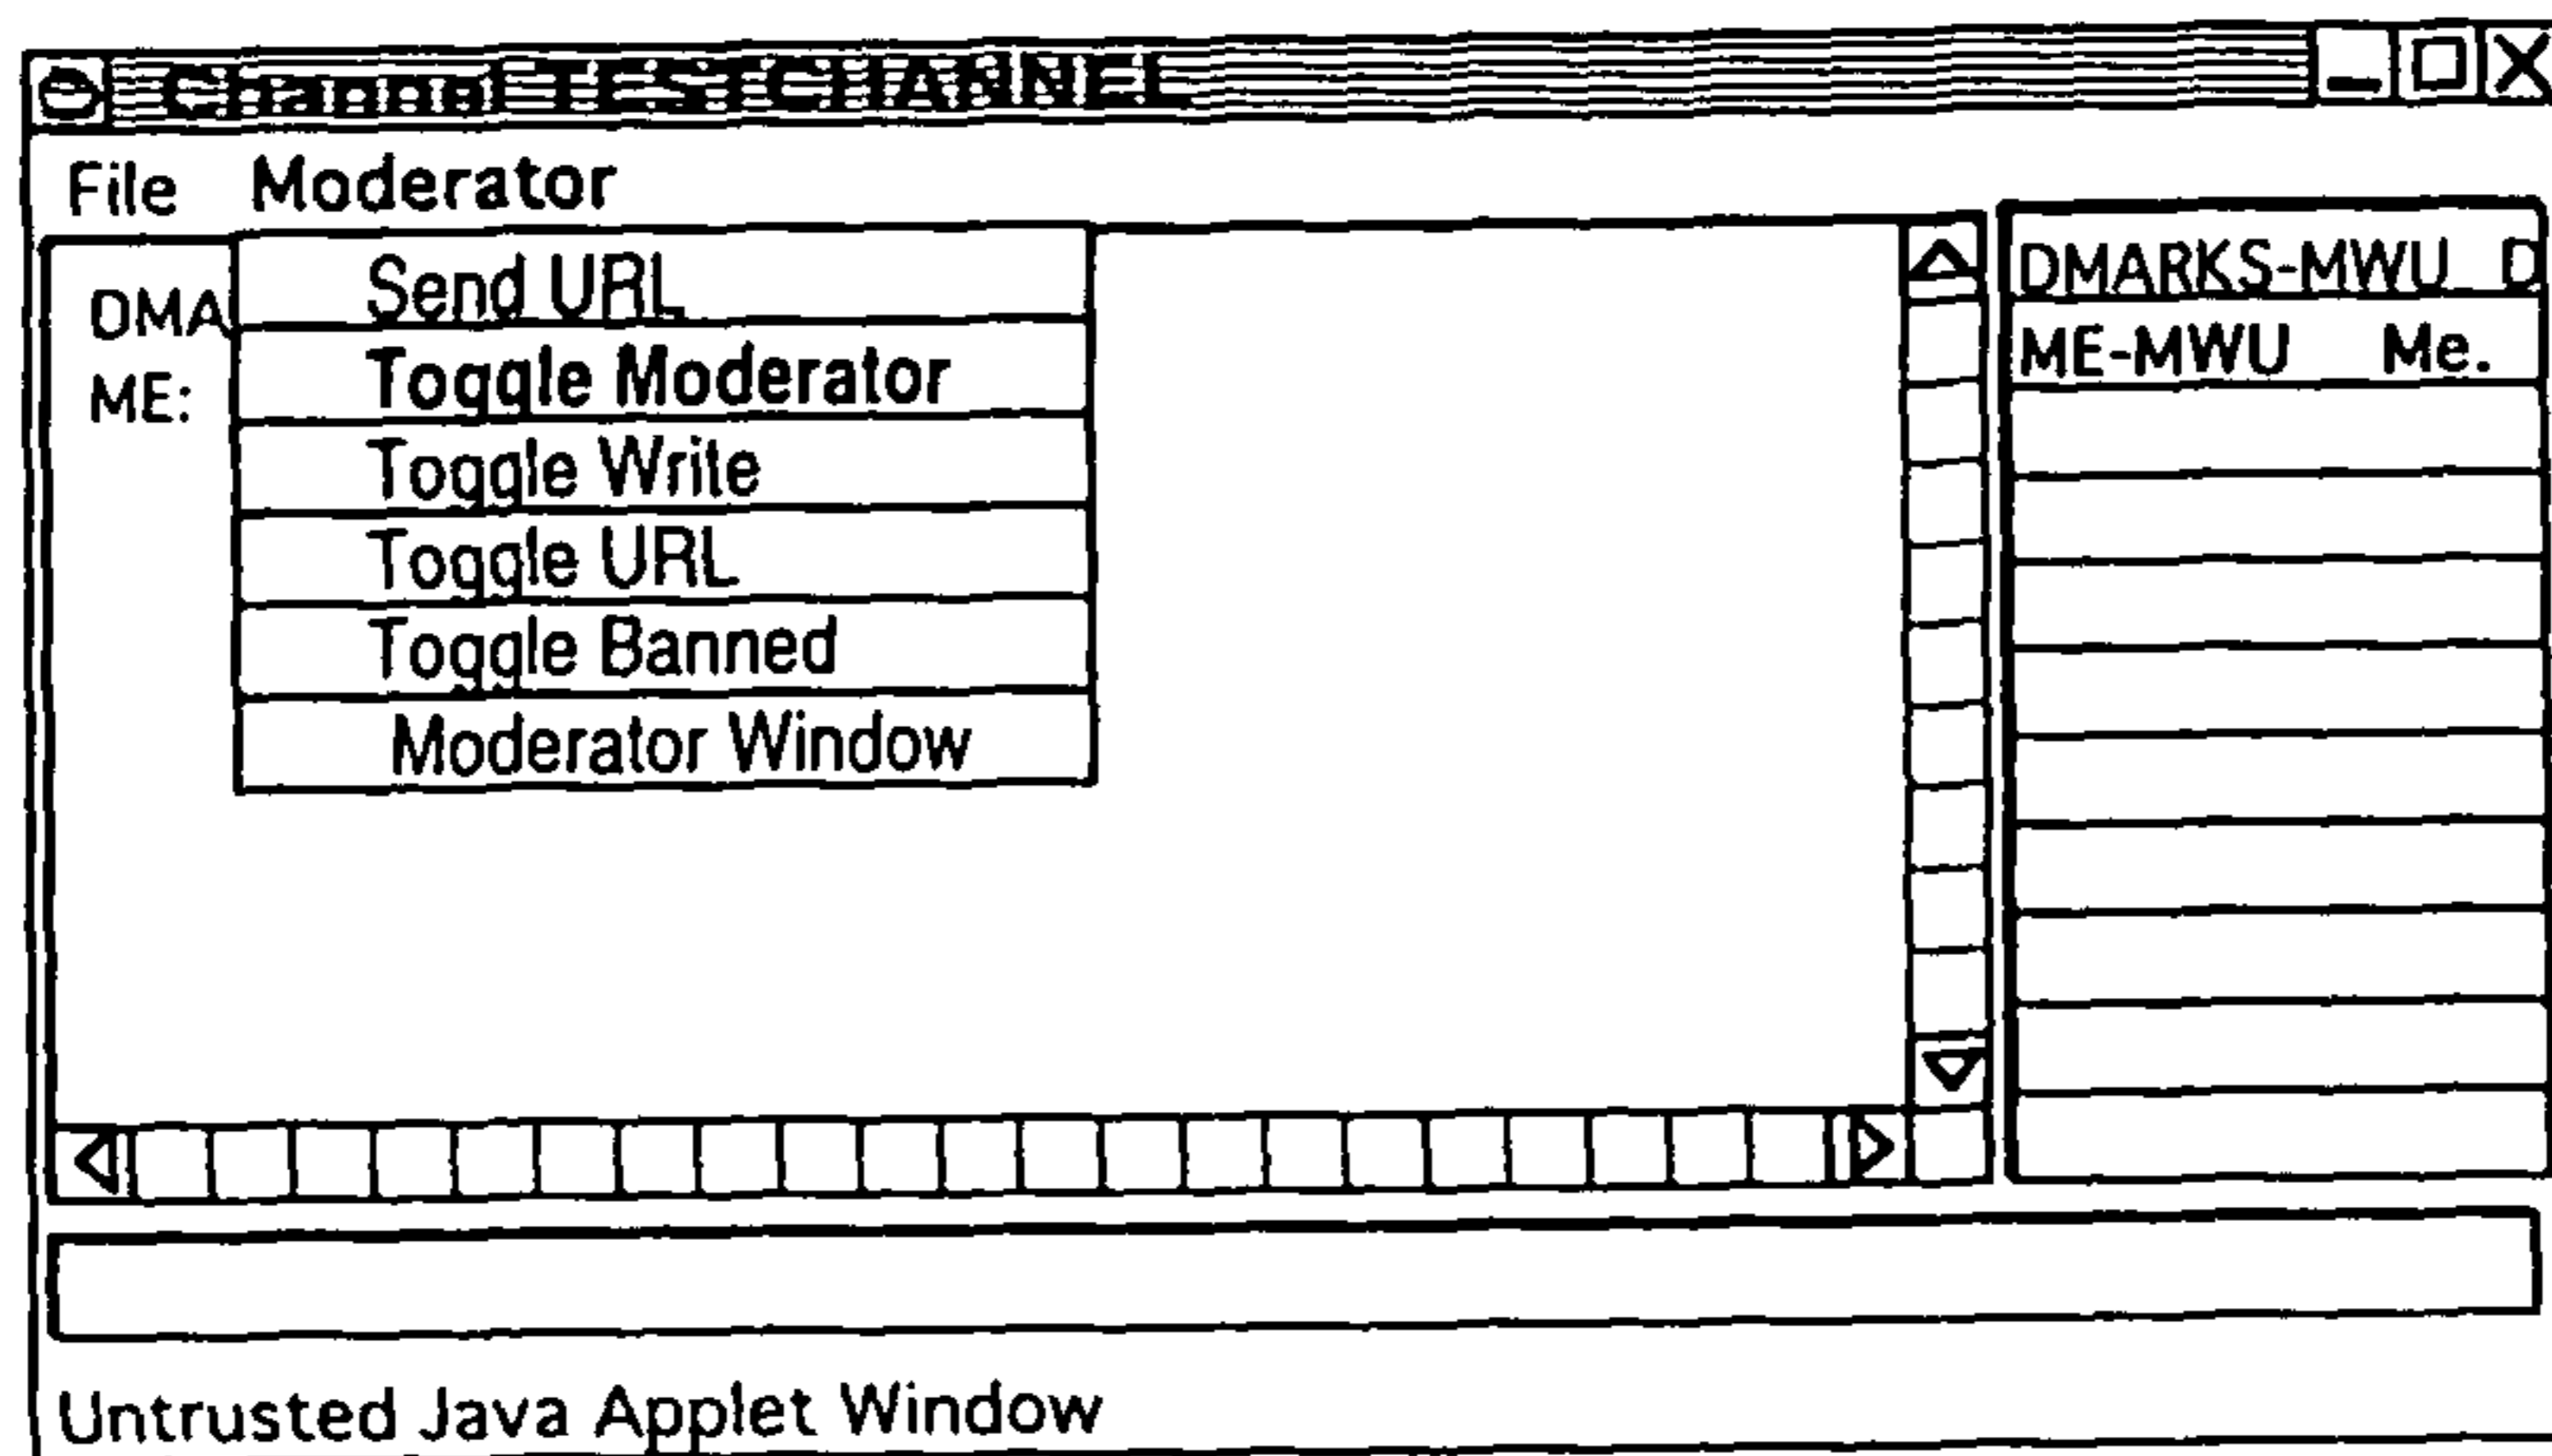 Channel TESTCHANNEL
File Moderator
DMA
ME:
Send URL
Toggle Moderator
Toggle Write
Toggle URL
Toggle Banned
Moderator Window
DMARKS-MWU D
ME-MWU Me.
Untrusted Java Applet Window